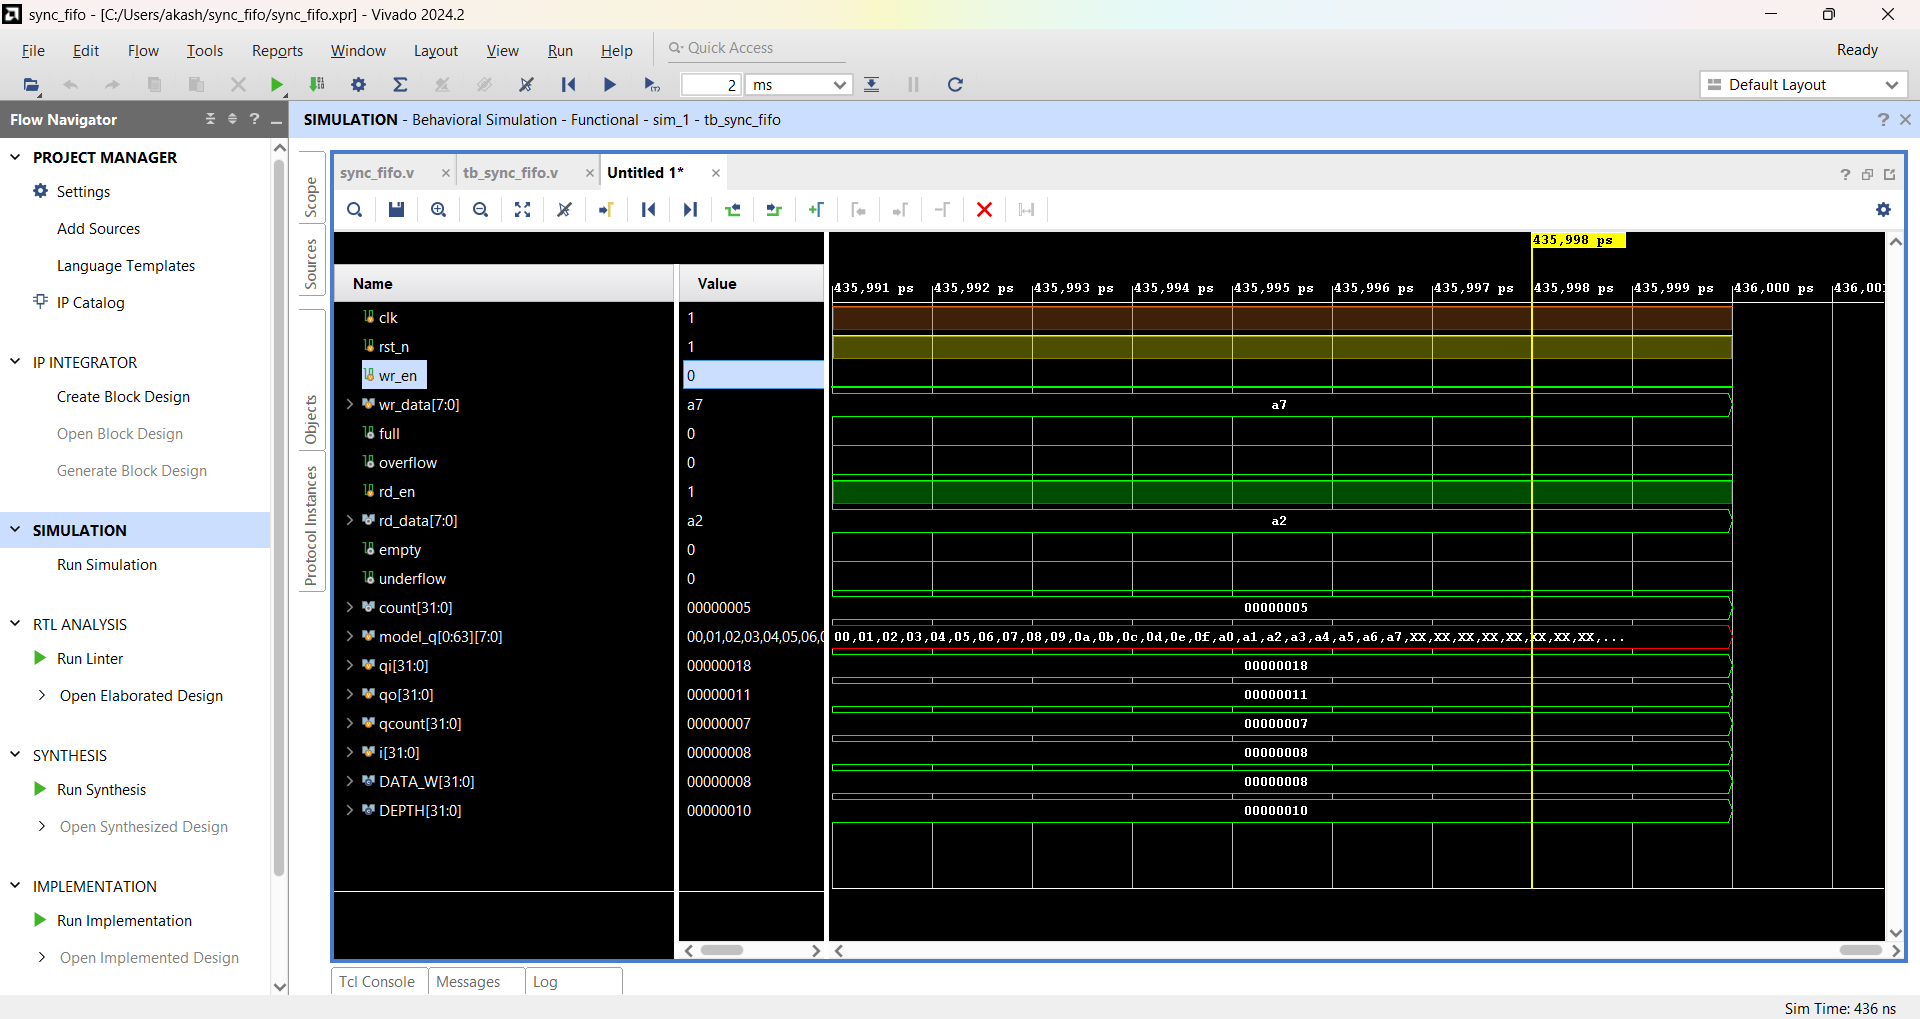 sync_fifo - [C:/Users/akash/sync_fifo/sync_fifo.xpr] - Vivado 2024.2
File Edit Flow Tools Reports Window Layout View Run Help Quick Access Ready
2 ms Default Layout
Flow Navigator
SIMULATION - Behavioral Simulation - Functional - sim_1 - tb_sync_fifo
PROJECT MANAGER
Settings
Add Sources
Language Templates
IP Catalog
IP INTEGRATOR
Create Block Design
Open Block Design
Generate Block Design
SIMULATION
Run Simulation
RTL ANALYSIS
Run Linter
Open Elaborated Design
SYNTHESIS
Run Synthesis
Open Synthesized Design
IMPLEMENTATION
Run Implementation
Open Implemented Design
Scope
Sources
Objects
Protocol Instances
sync_fifo.v tb_sync_fifo.v Untitled 1*
435,998 ps
Name Value
435,991 ps 435,992 ps 435,993 ps 435,994 ps 435,995 ps 435,996 ps 435,997 ps 435,998 ps 435,999 ps 436,000 ps 436,001
clk 1
rst_n 1
wr_en 0
wr_data[7:0] a7 a7
full 0
overflow 0
rd_en 1
rd_data[7:0] a2 a2
empty 0
underflow 0
count[31:0] 00000005 00000005
model_q[0:63][7:0] 00,01,02,03,04,05,06,0 00,01,02,03,04,05,06,07,08,09,0a,0b,0c,0d,0e,0f,a0,a1,a2,a3,a4,a5,a6,a7,XX,XX,XX,XX,XX,XX,XX,XX,...
qi[31:0] 00000018 00000018
qo[31:0] 00000011 00000011
qcount[31:0] 00000007 00000007
i[31:0] 00000008 00000008
DATA_W[31:0] 00000008 00000008
DEPTH[31:0] 00000010 00000010
Tcl Console Messages Log
Sim Time: 436 ns